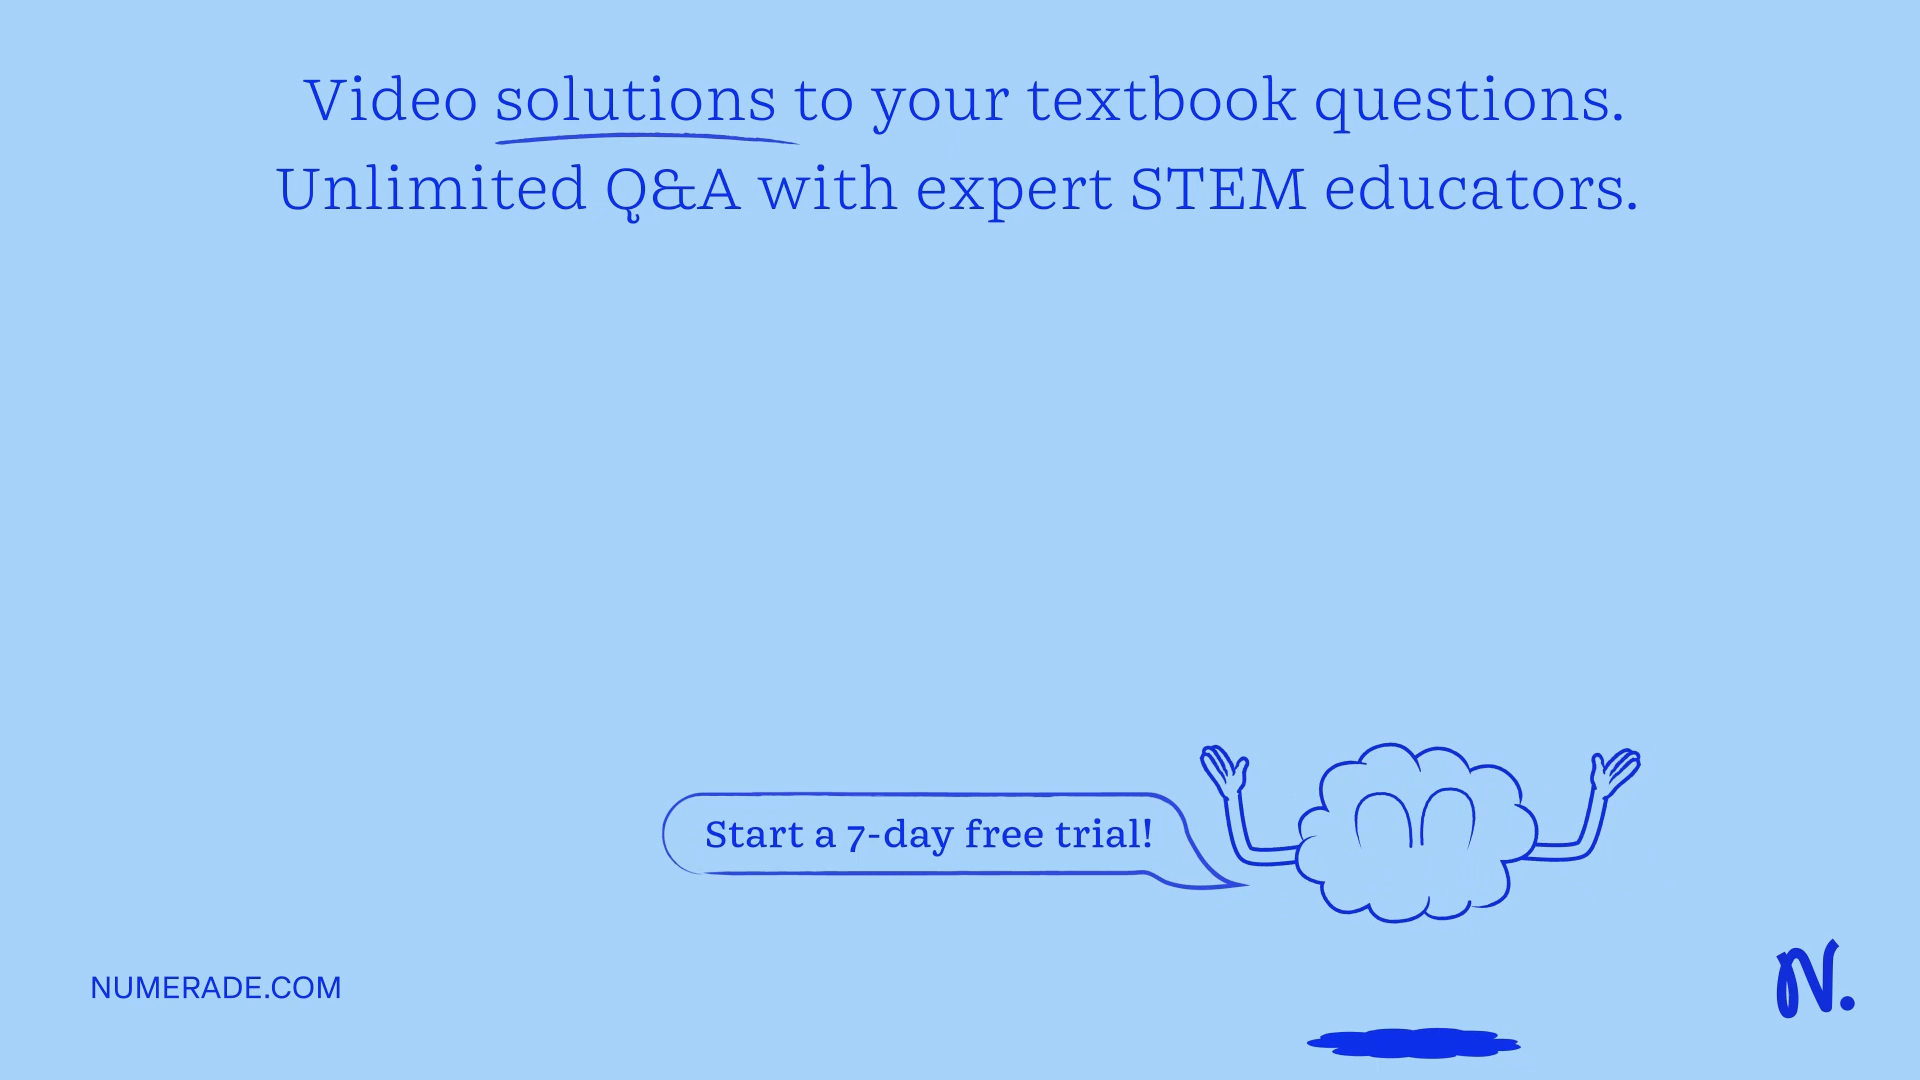 Video solutions to your textbook questions.
Unlimited Q&A with expert STEM educators.
Start a 7-day free trial!
NUMERADE.COM
N.